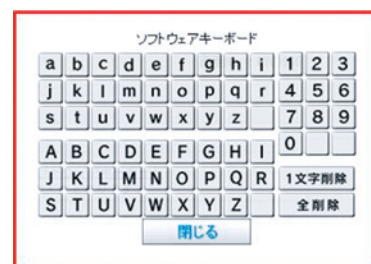 ソフトウェアキーボード
a b c d e f g h i 1 2 3
j k l m n o p q r 4 5 6
s t u v w x y z 7 8 9
0
A B C D E F G H I
J K L M N O P Q R 1文字削除
S T U V W X Y Z 全削除
閉じる